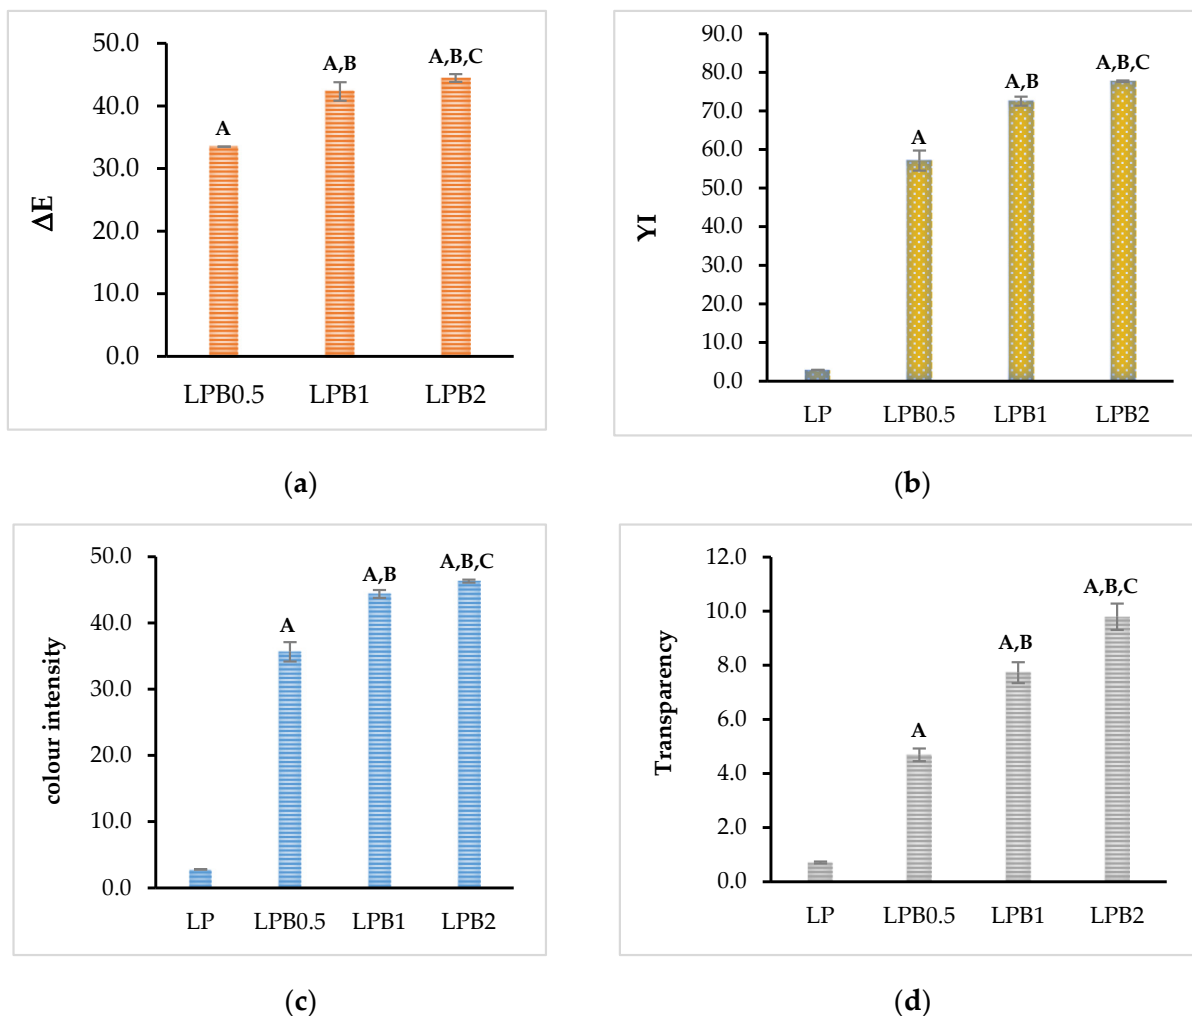 50.0
40.0
30.0
20.0
10.0
0.0
ΔE
A
A,B
A,B,C
LPB0.5 LPB1 LPB2
(a)
90.0
80.0
70.0
60.0
50.0
40.0
30.0
20.0
10.0
0.0
YI
A
A,B
A,B,C
LP LPB0.5 LPB1 LPB2
(b)
50.0
40.0
30.0
20.0
10.0
0.0
colour intensity
A
A,B
A,B,C
LP LPB0.5 LPB1 LPB2
(c)
12.0
10.0
8.0
6.0
4.0
2.0
0.0
Transparency
A
A,B
A,B,C
LP LPB0.5 LPB1 LPB2
(d)